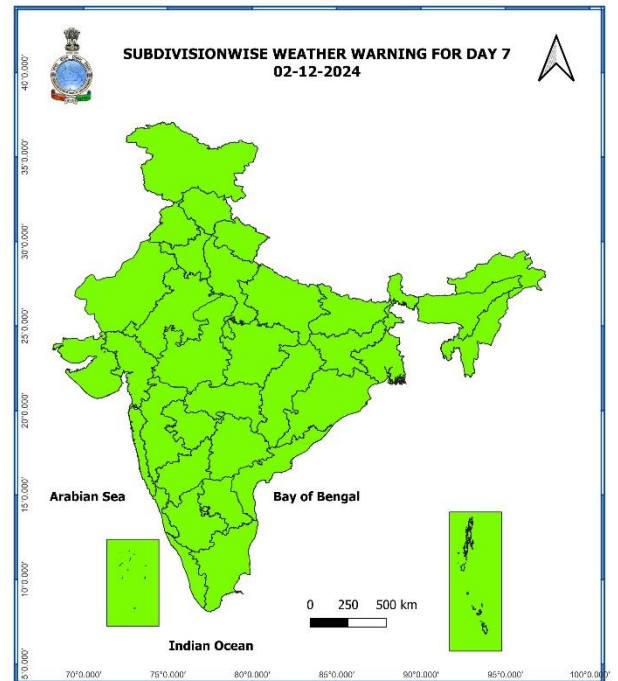 SUBDIVISIONWISE WEATHER WARNING FOR DAY 7
02-12-2024
40°0.000'
35°0.000'
30°0.000'
25°0.000'
20°0.000'
15°0.000'
10°0.000'
5°0.000'
Arabian Sea
Bay of Bengal
0 250 500 km
Indian Ocean
70°0.000' 75°0.000' 80°0.000' 85°0.000' 90°0.000' 95°0.000' 100°0.000'